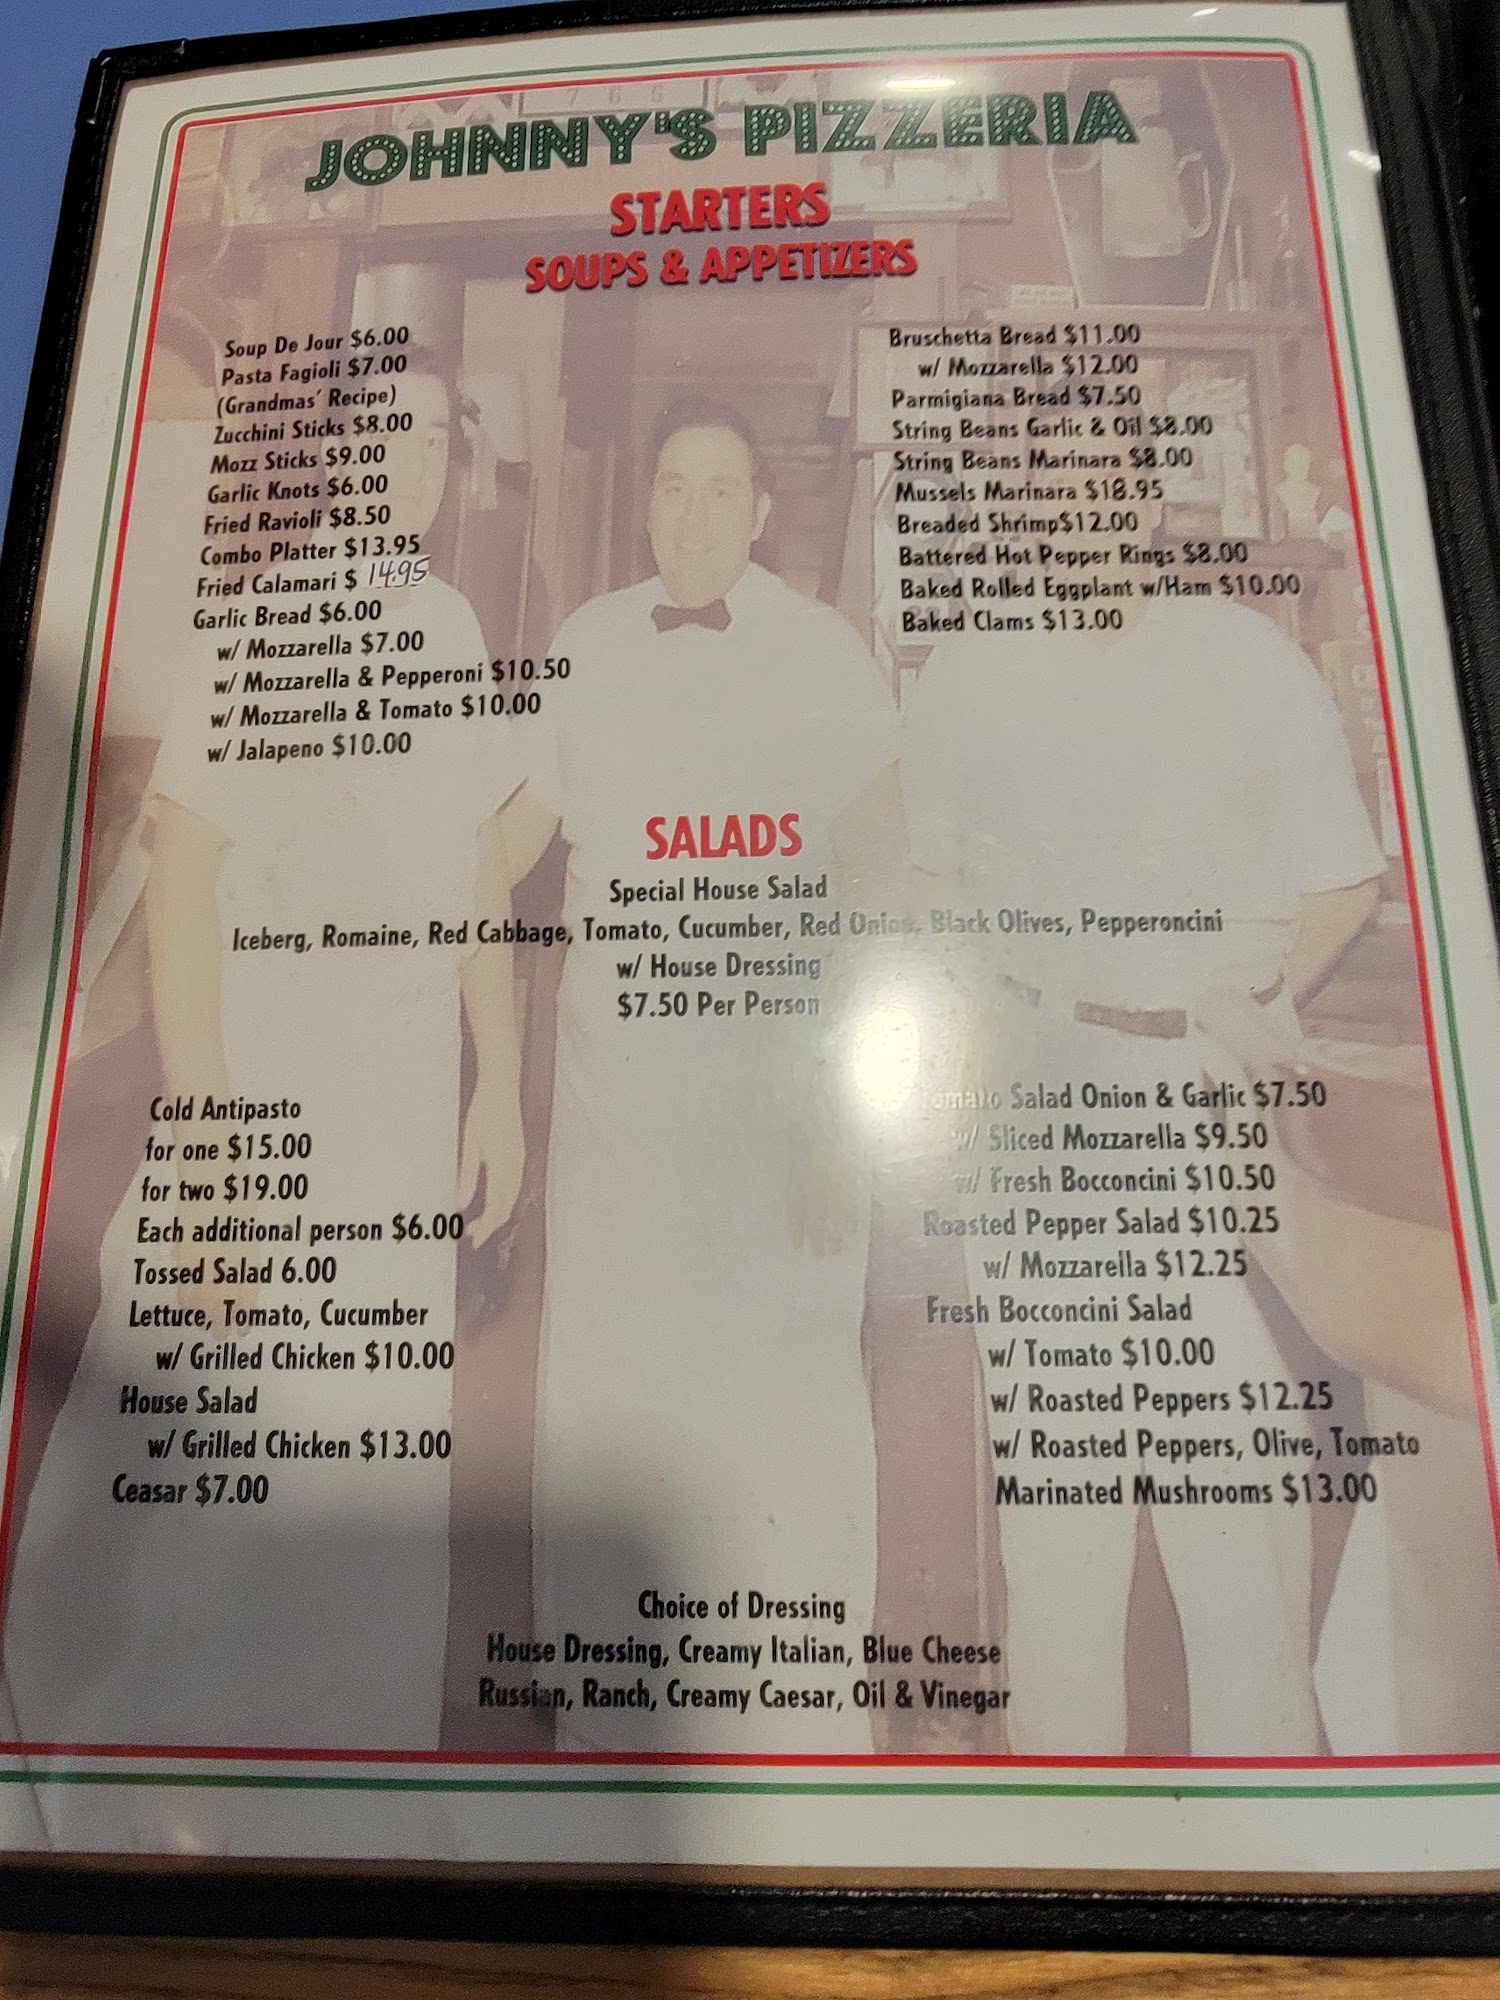 JOHNNY'S PIZZERIA
STARTERS
SOUPS & APPETIZERS
Soup De Jour $6.00
Pasta Fagioli $7.00
(Grandmas' Recipe)
Zucchini Sticks $8.00
Mozz Sticks $9.00
Garlic Knots $6.00
Fried Ravioli $8.50
Combo Platter $13.95
Fried Calamari $ 14.95
Garlic Bread $6.00
w/ Mozzarella $7.00
w/ Mozzarella & Pepperoni $10.50
w/ Mozzarella & Tomato $10.00
w/ Jalapeno $10.00
Bruschetta Bread $11.00
w/ Mozzarella $12.00
Parmigiana Bread $7.50
String Beans Garlic & Oil $8.00
String Beans Marinara $8.00
Mussels Marinara $18.95
Breaded Shrimp$12.00
Battered Hot Pepper Rings $8.00
Baked Rolled Eggplant w/Ham $10.00
Baked Clams $13.00
SALADS
Special House Salad
Iceberg, Romaine, Red Cabbage, Tomato, Cucumber, Red Onion, Black Olives, Pepperoncini
w/ House Dressing
$7.50 Per Person
Cold Antipasto
for one $15.00
for two $19.00
Each additional person $6.00
Tossed Salad 6.00
Lettuce, Tomato, Cucumber
w/ Grilled Chicken $10.00
House Salad
w/ Grilled Chicken $13.00
Ceasar $7.00
Tomato Salad Onion & Garlic $7.50
w/ Sliced Mozzarella $9.50
w/ Fresh Bocconcini $10.50
Roasted Pepper Salad $10.25
w/ Mozzarella $12.25
Fresh Bocconcini Salad
w/ Tomato $10.00
w/ Roasted Peppers $12.25
w/ Roasted Peppers, Olive, Tomato
Marinated Mushrooms $13.00
Choice of Dressing
House Dressing, Creamy Italian, Blue Cheese
Russian, Ranch, Creamy Caesar, Oil & Vinegar